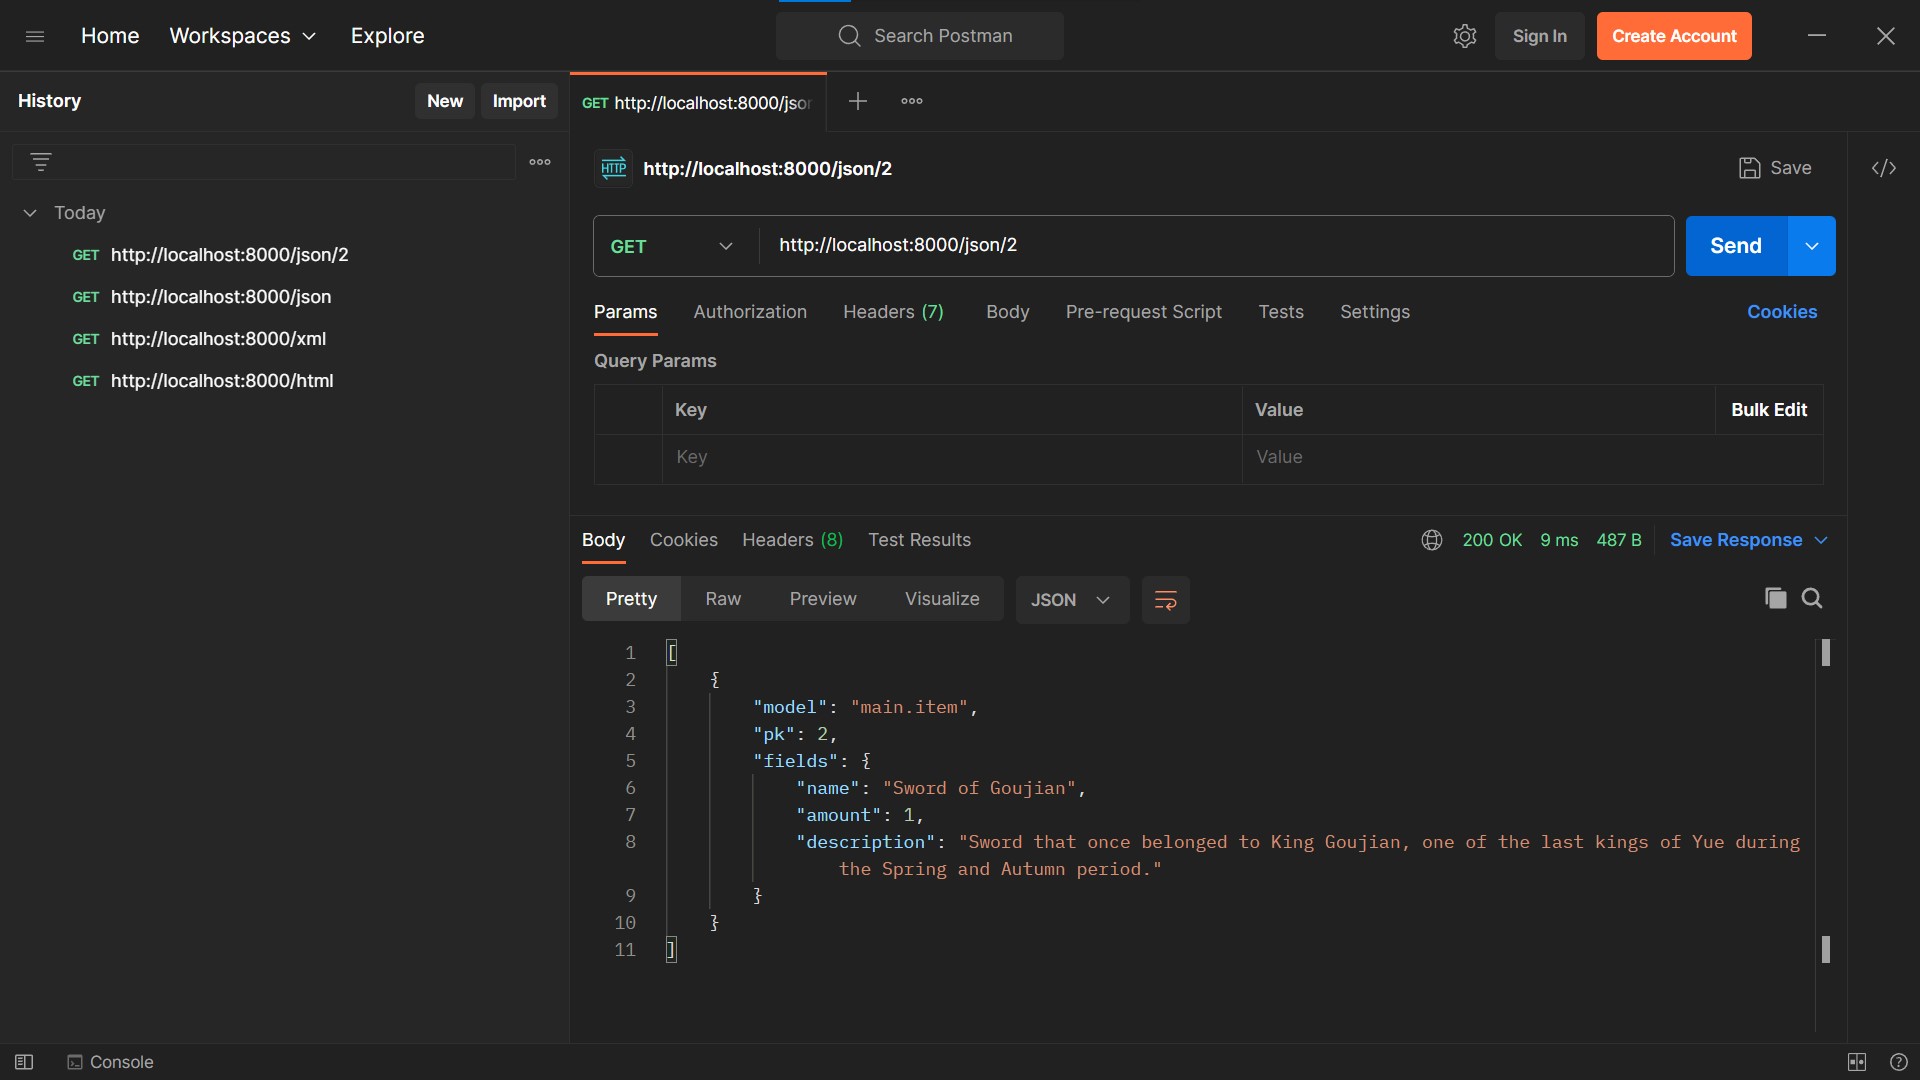 Home
Workspaces
Explore
Search Postman
Sign In
Create Account
History
New
Import
GET http://localhost:8000/jsor
HTTP
http://localhost:8000/json/2
Save
Today
GET http://localhost:8000/json/2
GET http://localhost:8000/json
GET http://localhost:8000/xml
GET http://localhost:8000/html
GET
http://localhost:8000/json/2
Send
Params
Authorization
Headers (7)
Body
Pre-request Script
Tests
Settings
Cookies
Query Params
Key
Value
Bulk Edit
Key
Value
Body
Cookies
Headers (8)
Test Results
200 OK
9 ms
487 B
Save Response
Pretty
Raw
Preview
Visualize
JSON
1 [
2 {
3 "model": "main.item",
4 "pk": 2,
5 "fields": {
6 "name": "Sword of Goujian",
7 "amount": 1,
8 "description": "Sword that once belonged to King Goujian, one of the last kings of Yue during
the Spring and Autumn period."
9 }
10 }
11 ]
Console